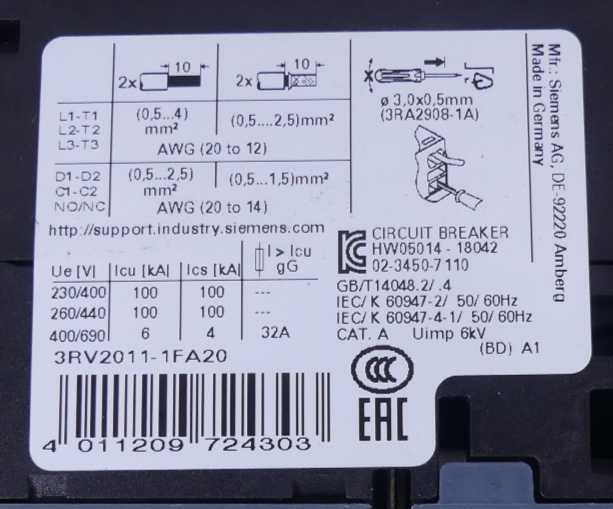 10
2x
10
2x
ø 3,0x0,5mm
(3RA2908-1A)
L1-T1
L2-T2
L3-T3
(0,5...4)
mm²
(0,5....2,5)mm²
AWG (20 to 12)
D1-D2
C1-C2
NO/NC
(0,5...2,5)
mm²
(0,5...1,5)mm²
AWG (20 to 14)
http://support.industry.siemens.com
Ue [V] Icu [kA] Ics [kA] I > Icu gG
230/400 100 100 ---
260/440 100 100 ---
400/690 6 4 32A
3RV2011-1FA20
4 011209 724303
CIRCUIT BREAKER
HW05014 - 18042
02-3450-7110
GB/T14048.2/ .4
IEC/ K 60947-2/ 50/ 60Hz
IEC/ K 60947-4-1/ 50/ 60Hz
CAT. A Uimp 6kV
(BD) A1
CCC
EAC
Mfr.: Siemens AG, DE-92220 Amberg
Made in Germany